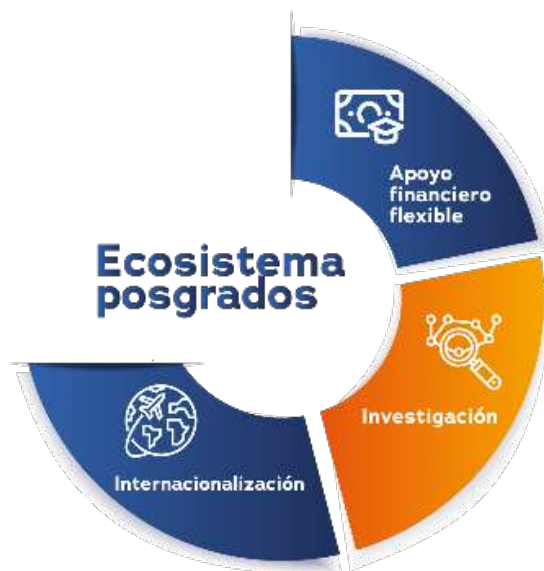 Apoyo
financiero
flexible
Ecosistema
posgrados
Investigación
Internacionalización